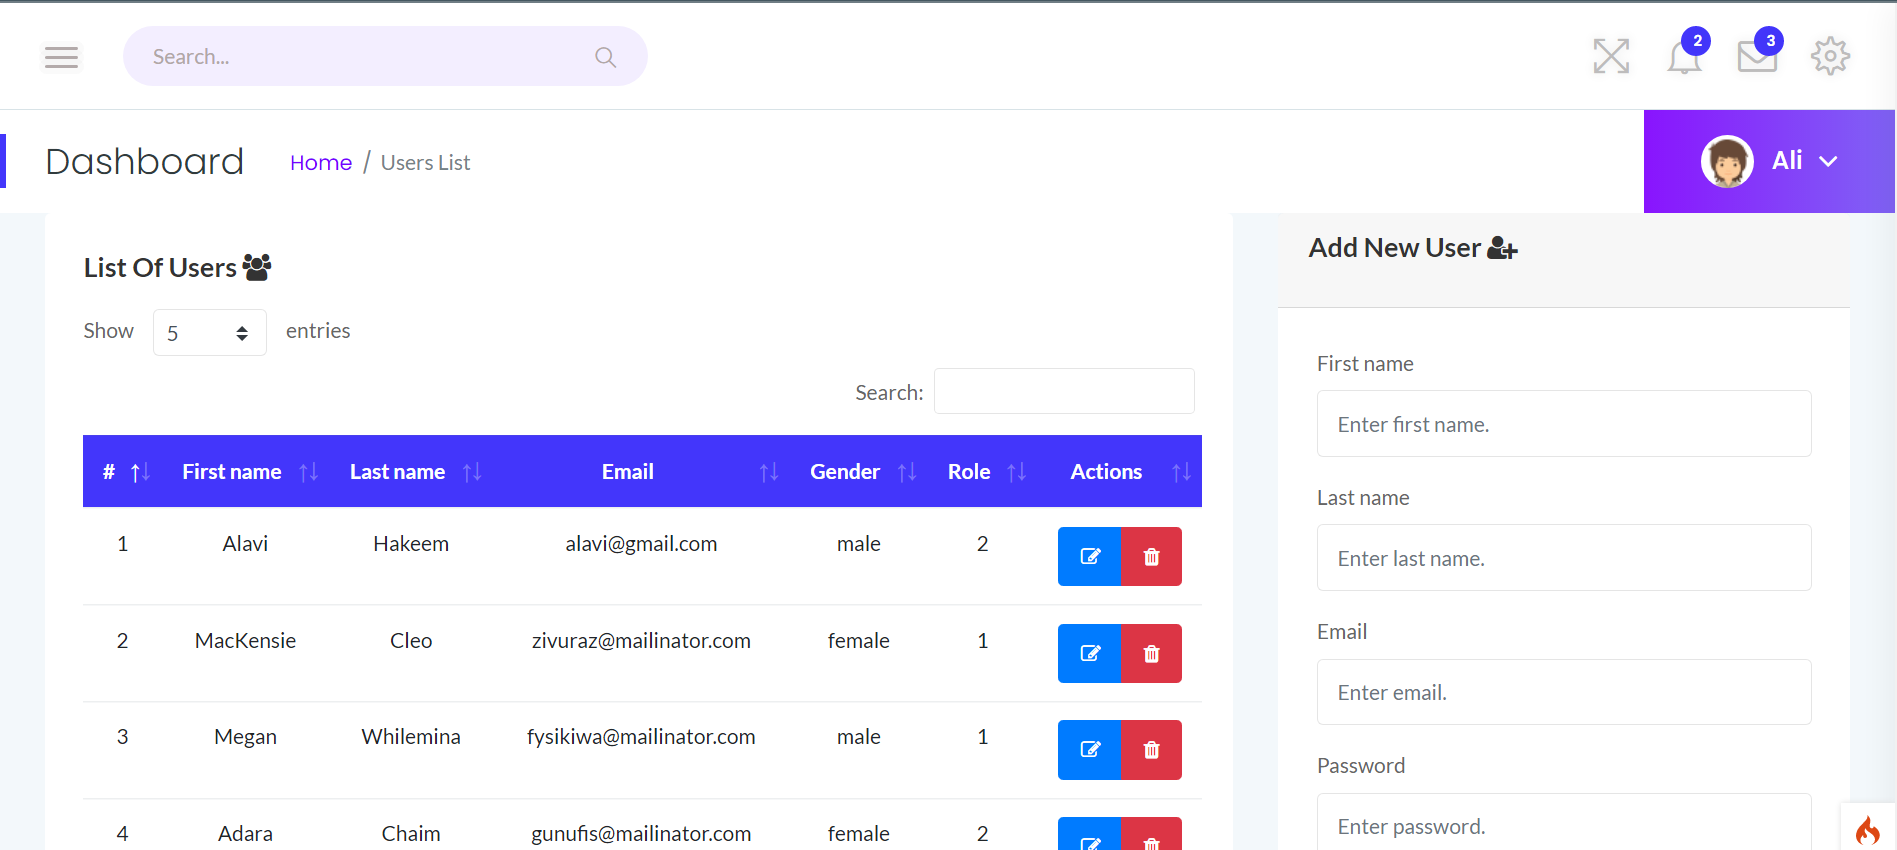 Search...
2
3
Dashboard
Home / Users List
Ali
List Of Users
Show 5 entries
Search:
# First name Last name Email Gender Role Actions
1 Alavi Hakeem alavi@gmail.com male 2
2 MacKensie Cleo zivuraz@mailinator.com female 1
3 Megan Whilemina fysikiwa@mailinator.com male 1
4 Adara Chaim gunufis@mailinator.com female 2
Add New User
First name
Enter first name.
Last name
Enter last name.
Email
Enter email.
Password
Enter password.